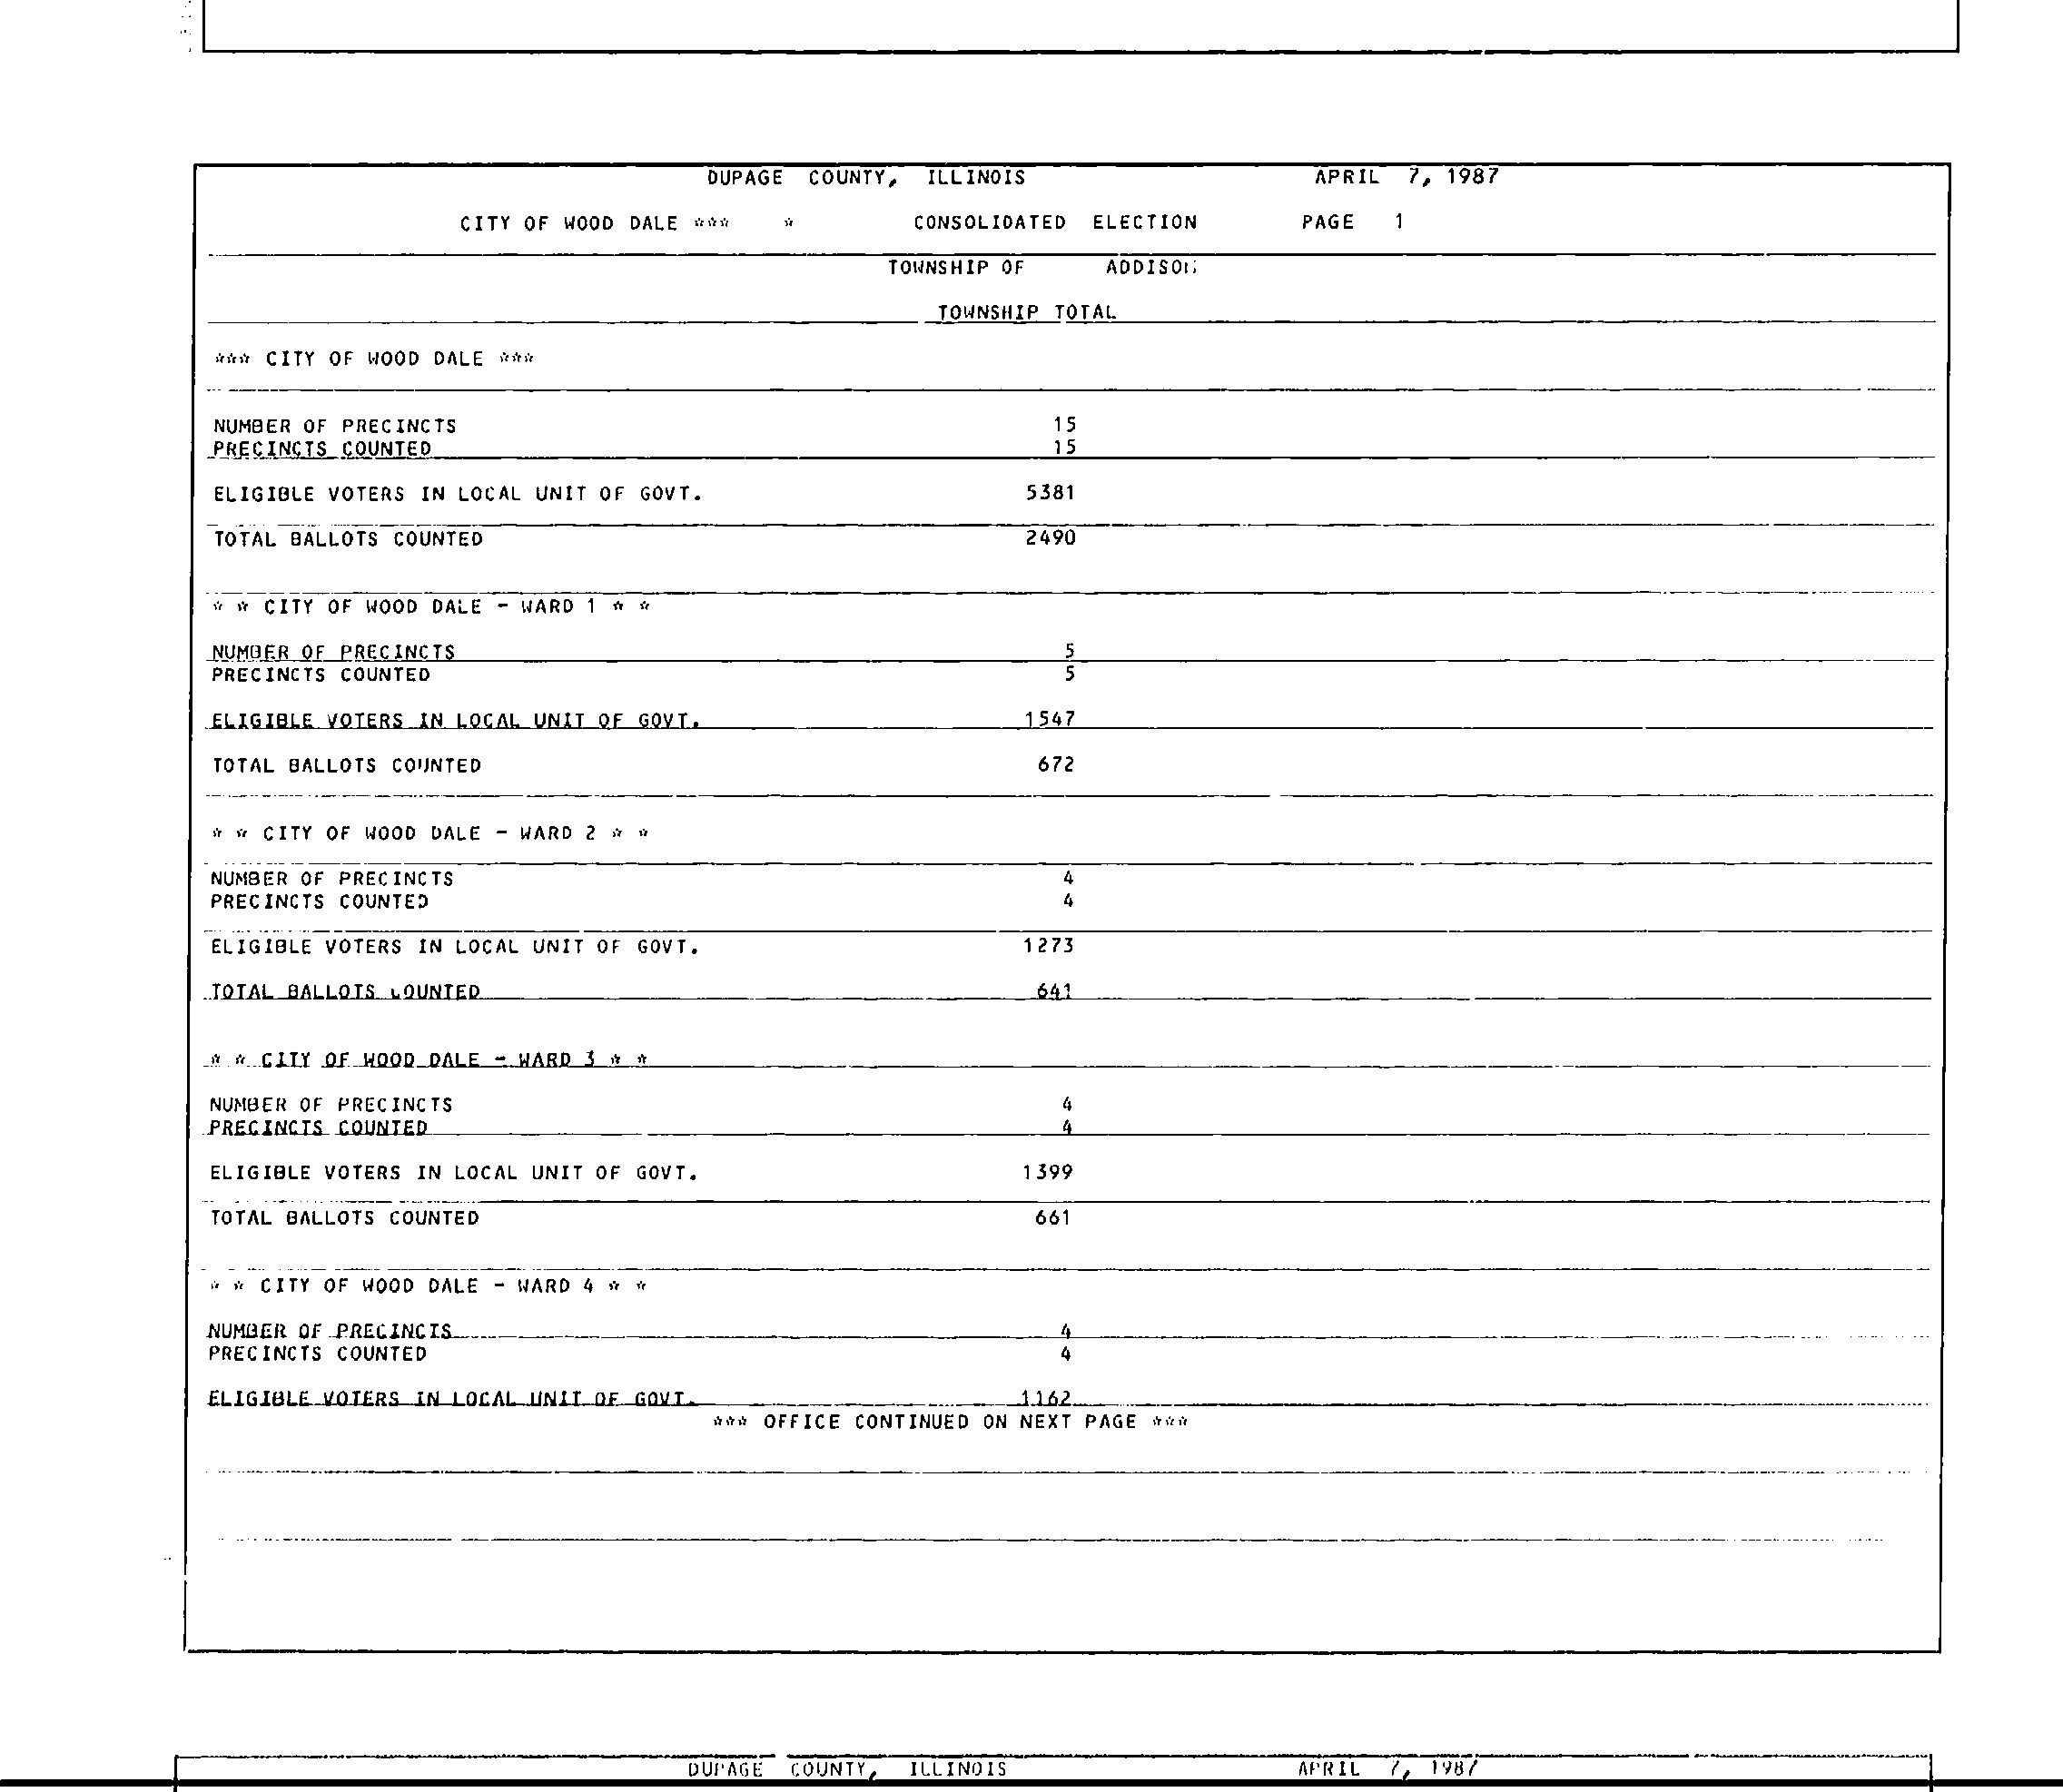 DUPAGE COUNTY, ILLINOIS APRIL 7, 1987
CITY OF WOOD DALE *** * CONSOLIDATED ELECTION PAGE 1
TOWNSHIP OF ADDISON
TOWNSHIP TOTAL
*** CITY OF WOOD DALE ***
NUMBER OF PRECINCTS 15
PRECINCTS COUNTED 15
ELIGIBLE VOTERS IN LOCAL UNIT OF GOVT. 5381
TOTAL BALLOTS COUNTED 2490
* * CITY OF WOOD DALE - WARD 1 * *
NUMBER OF PRECINCTS 5
PRECINCTS COUNTED 5
ELIGIBLE VOTERS IN LOCAL UNIT OF GOVT. 1547
TOTAL BALLOTS COUNTED 672
* * CITY OF WOOD DALE - WARD 2 * *
NUMBER OF PRECINCTS 4
PRECINCTS COUNTED 4
ELIGIBLE VOTERS IN LOCAL UNIT OF GOVT. 1273
TOTAL BALLOTS COUNTED 641
* * CITY OF WOOD DALE - WARD 3 * *
NUMBER OF PRECINCTS 4
PRECINCTS COUNTED 4
ELIGIBLE VOTERS IN LOCAL UNIT OF GOVT. 1399
TOTAL BALLOTS COUNTED 661
* * CITY OF WOOD DALE - WARD 4 * *
NUMBER OF PRECINCTS 4
PRECINCTS COUNTED 4
ELIGIBLE VOTERS IN LOCAL UNIT OF GOVT. 1162
*** OFFICE CONTINUED ON NEXT PAGE ***
DUPAGE COUNTY, ILLINOIS APRIL 7, 1987